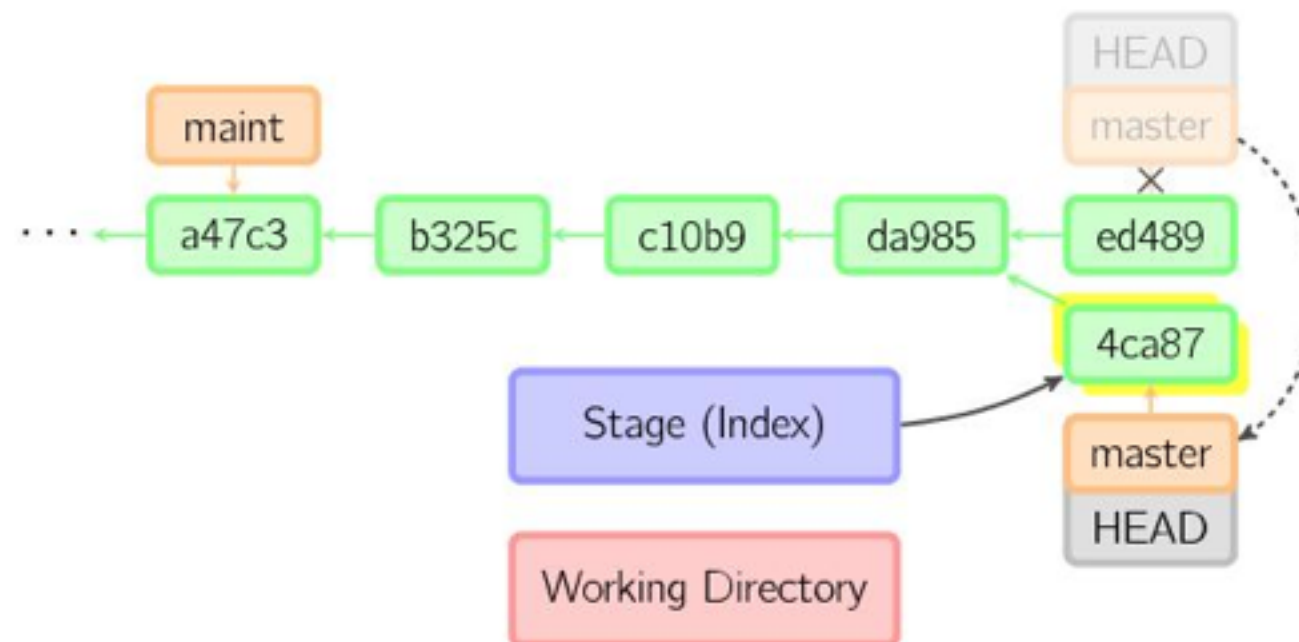 HEAD
maint
master
... a47c3 b325c c10b9 da985 ed489
4ca87
Stage (Index)
master
HEAD
Working Directory